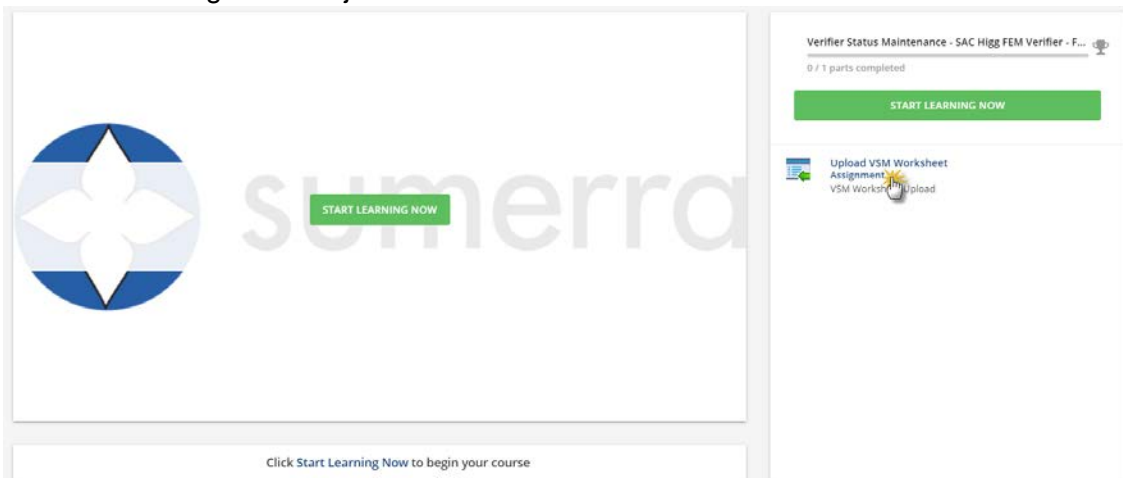 sumerra
START LEARNING NOW
Click Start Learning Now to begin your course
Verifier Status Maintenance - SAC Higg FEM Verifier - F...
0 / 1 parts completed
START LEARNING NOW
Upload VSM Worksheet
Assignment
VSM Upload